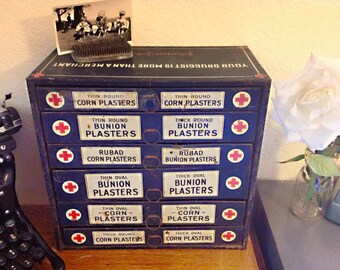 YOUR DRUGGIST IS MORE THAN A MERCHANT
THIN ROUND
CORN PLASTERS
THIN ROUND
CORN PLASTERS
THIN ROUND
BUNION
PLASTERS
THICK ROUND
BUNION
PLASTERS
RUBAD
CORN PLASTERS
RUBAD
BUNION PLASTERS
THIN OVAL
BUNION
PLASTERS
THICK OVAL
BUNION
PLASTERS
THIN OVAL
CORN
PLASTERS
THIN OVAL
CORN
PLASTERS
THICK ROUND
CORN PLASTERS
THICK ROUND
CORN PLASTERS